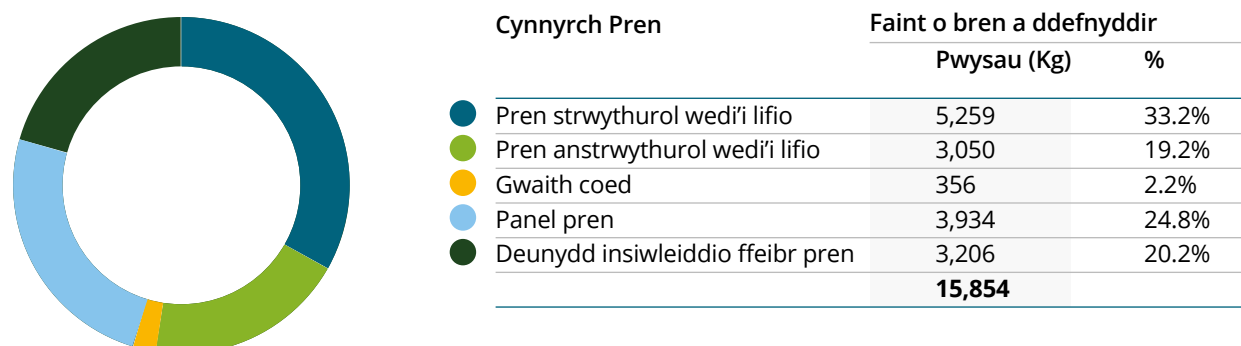 Cynnyrch Pren Faint o bren a ddefnyddir
Pwysau (Kg) %
Pren strwythurol wedi'i lifio 5,259 33.2%
Pren anstrwythurol wedi'i lifio 3,050 19.2%
Gwaith coed 356 2.2%
Panel pren 3,934 24.8%
Deunydd insiwleiddio ffeibr pren 3,206 20.2%
15,854